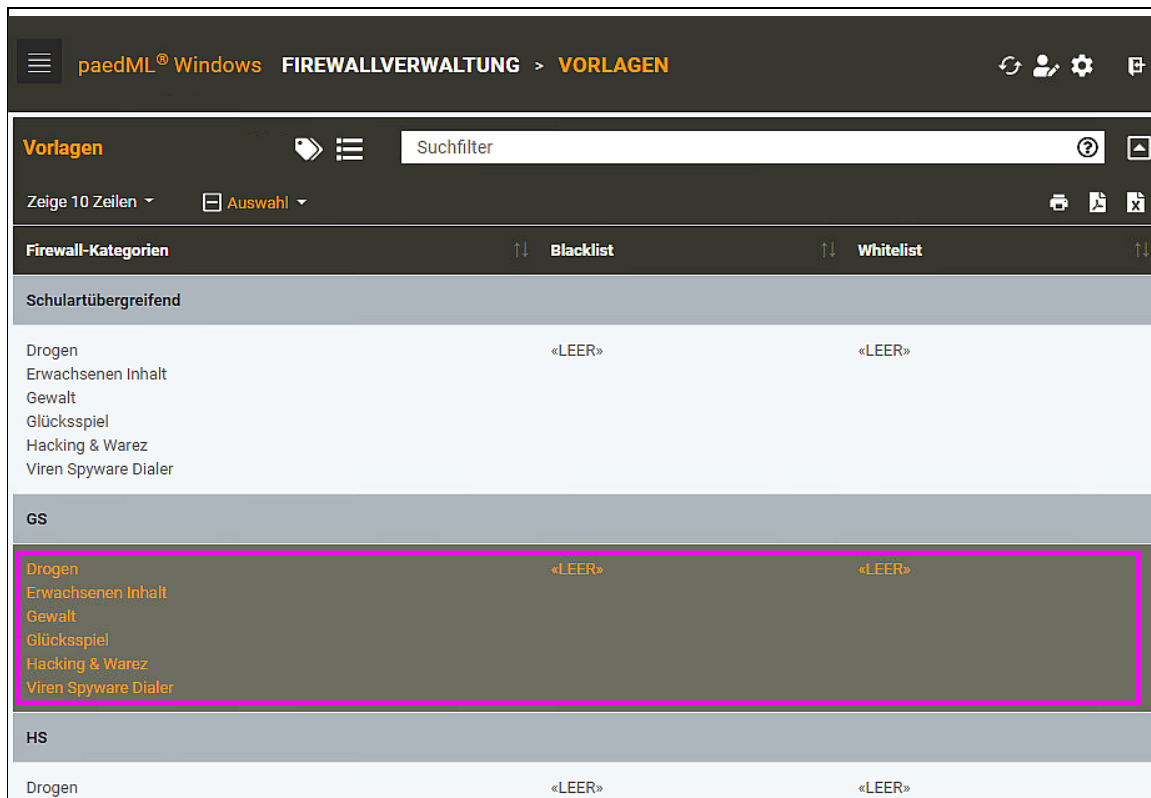 paedML® Windows FIREWALLVERWALTUNG > VORLAGEN
Vorlagen Suchfilter
Zeige 10 Zeilen Auswahl
Firewall-Kategorien Blacklist Whitelist
Schulartübergreifend
Drogen «LEER» «LEER»
Erwachsenen Inhalt
Gewalt
Glücksspiel
Hacking & Warez
Viren Spyware Dialer
GS
Drogen «LEER» «LEER»
Erwachsenen Inhalt
Gewalt
Glücksspiel
Hacking & Warez
Viren Spyware Dialer
HS
Drogen «LEER» «LEER»